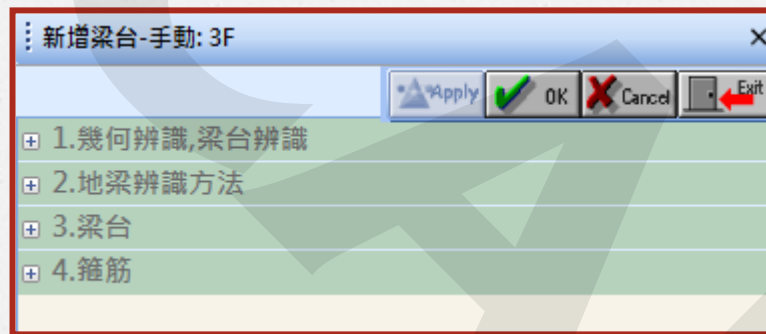 新增梁台-手動: 3F
Apply OK Cancel Exit
1.幾何辨識,梁台辨識
2.地梁辨識方法
3.梁台
4.箍筋